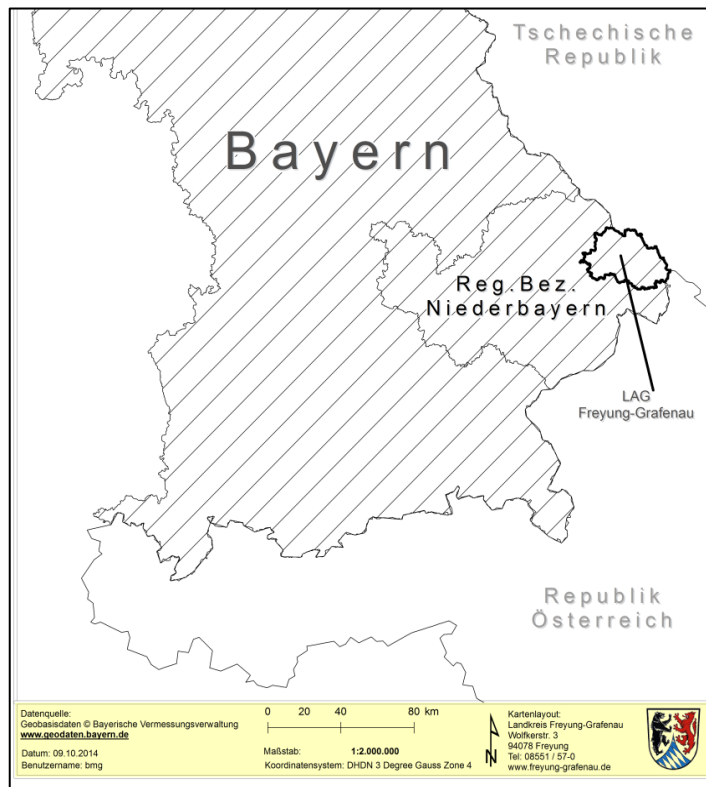 Tschechische
Republik
Bayern
Reg.Bez.
Niederbayern
LAG
Freyung-Grafenau
Republik
Österreich
Datenquelle:
Geobasisdaten © Bayerische Vermessungsverwaltung
www.geodaten.bayern.de
Datum: 09.10.2014
Benutzername: bmg
0 20 40 80 km
Maßstab: 1:2.000.000
Koordinatensystem: DHDN 3 Degree Gauss Zone 4
N
Kartenlayout:
Landkreis Freyung-Grafenau
Wolfkerstr. 3
94078 Freyung
Tel: 08551 / 57-0
www.freyung-grafenau.de